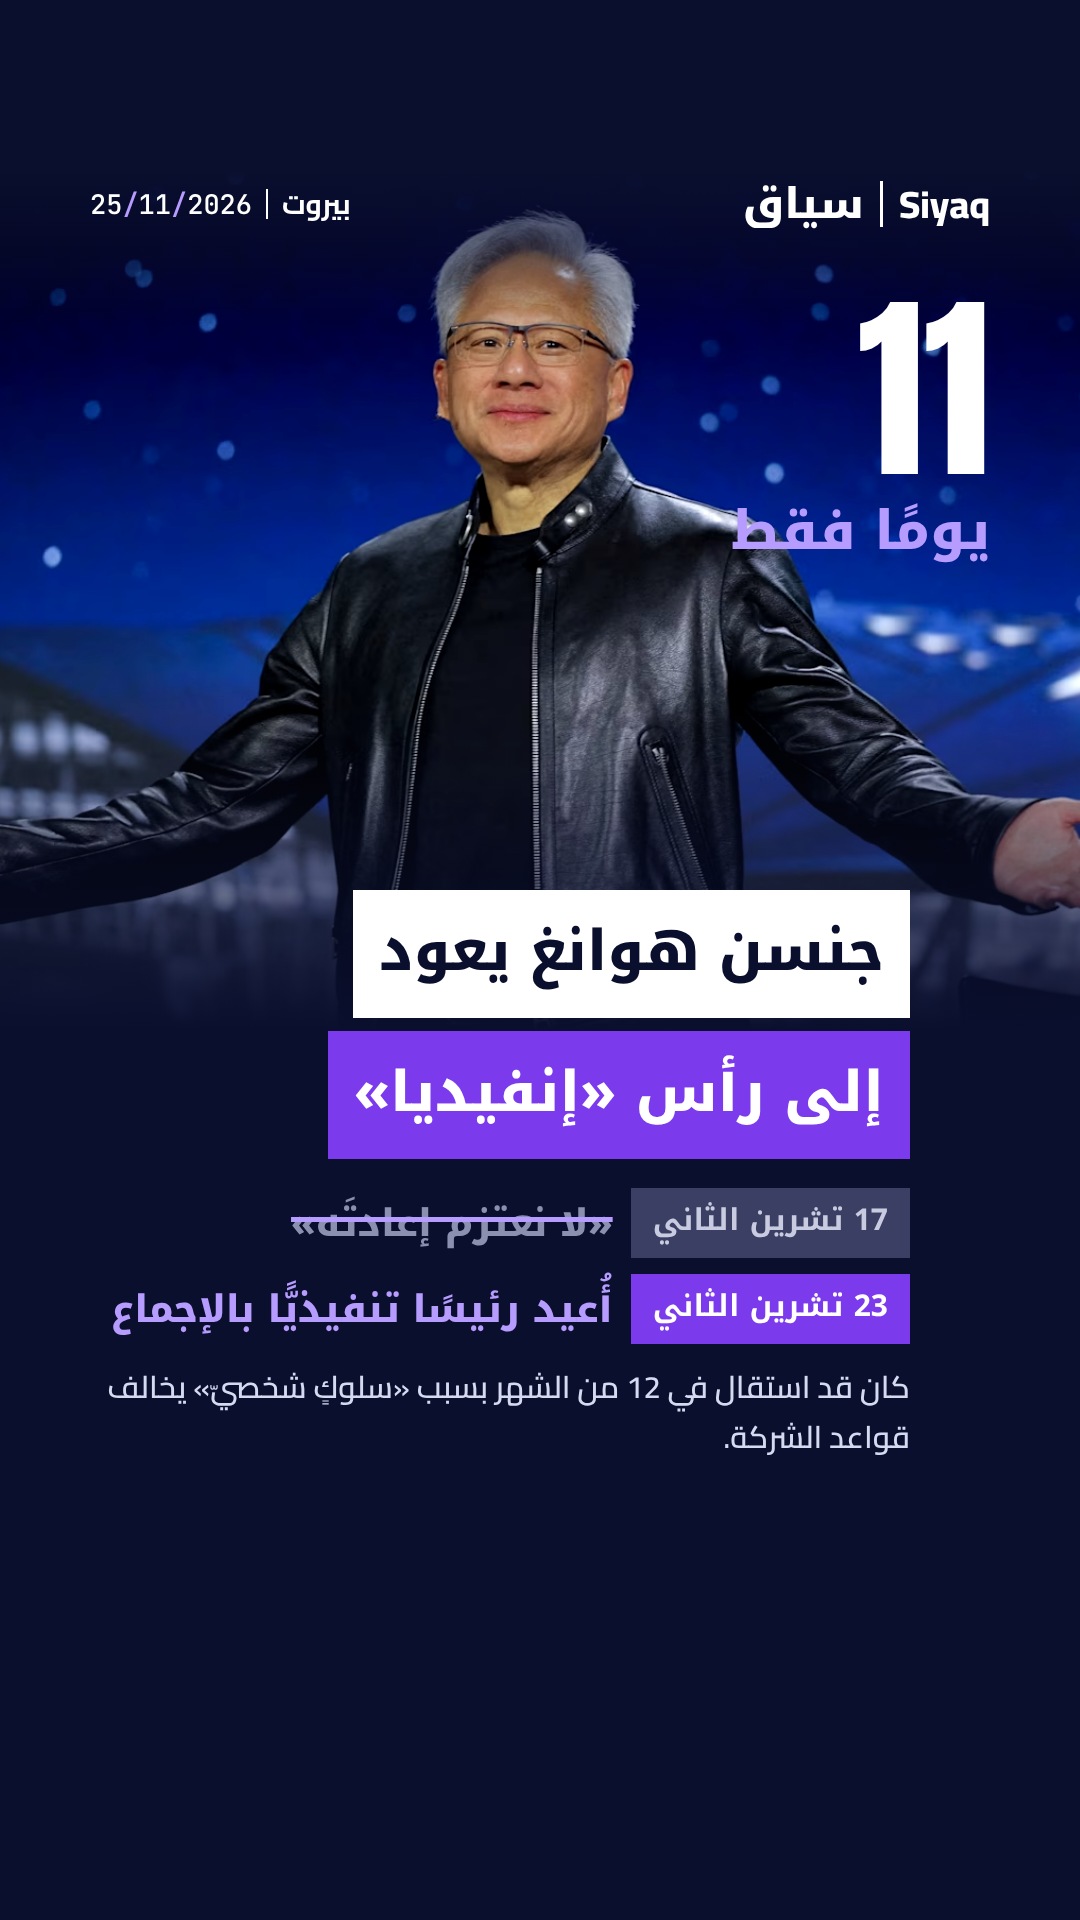 سياق | Siyaq
بيروت | 25/11/2026
11
يومًا فقط
جنسن هوانغ يعود
إلى رأس «إنفيديا»
17 تشرين الثاني «لا نعتزم إعادتَه»
23 تشرين الثاني أُعيد رئيسًا تنفيذيًّا بالإجماع
كان قد استقال في 12 من الشهر بسبب «سلوكٍ شخصيّ» يخالف
قواعد الشركة.